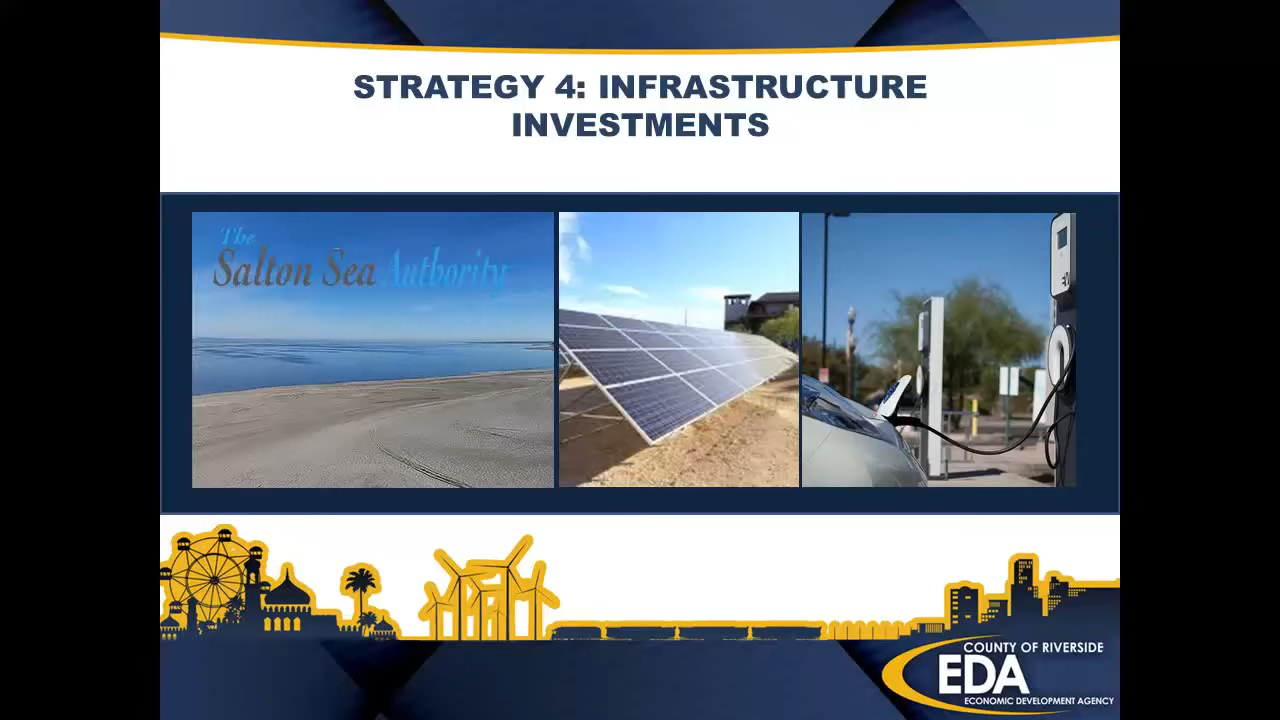 STRATEGY 4: INFRASTRUCTURE
INVESTMENTS
The
Salton Sea Authority
COUNTY OF RIVERSIDE
EDA
ECONOMIC DEVELOPMENT AGENCY